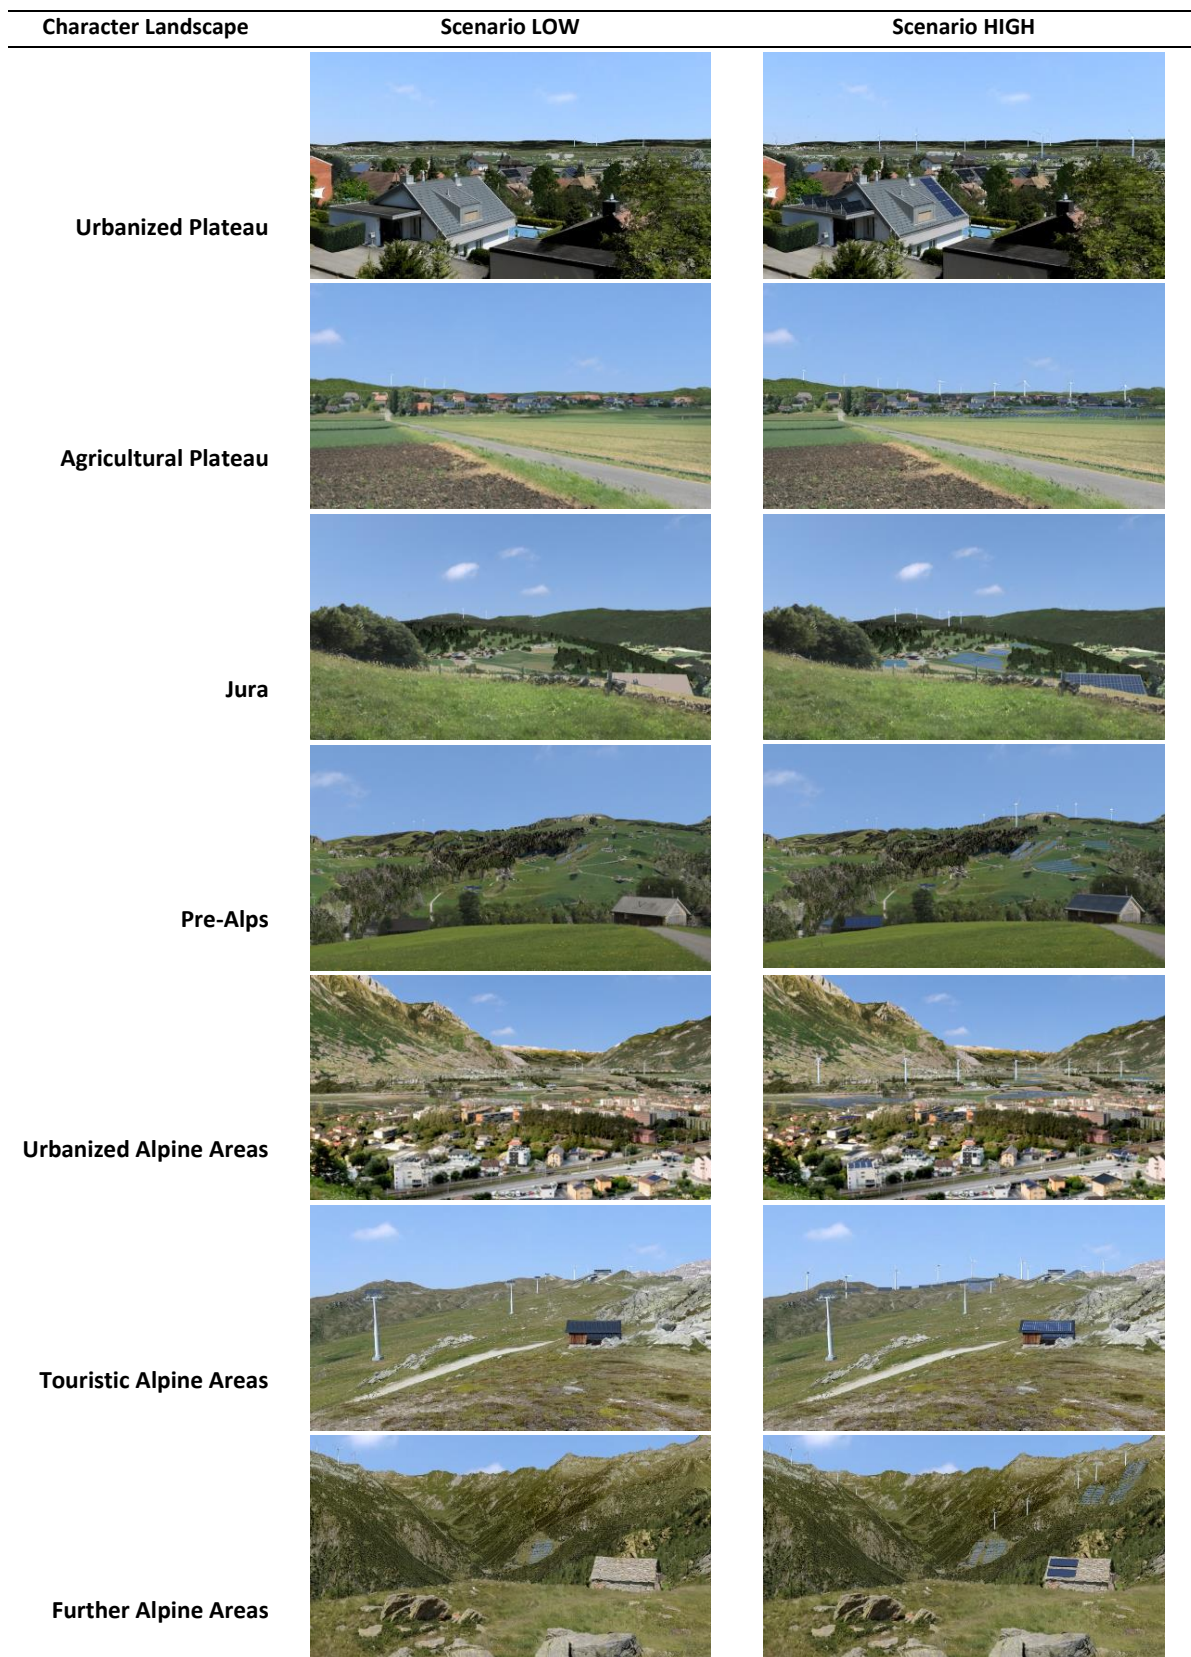 Character Landscape Scenario LOW Scenario HIGH
Urbanized Plateau
Agricultural Plateau
Jura
Pre-Alps
Urbanized Alpine Areas
Touristic Alpine Areas
Further Alpine Areas